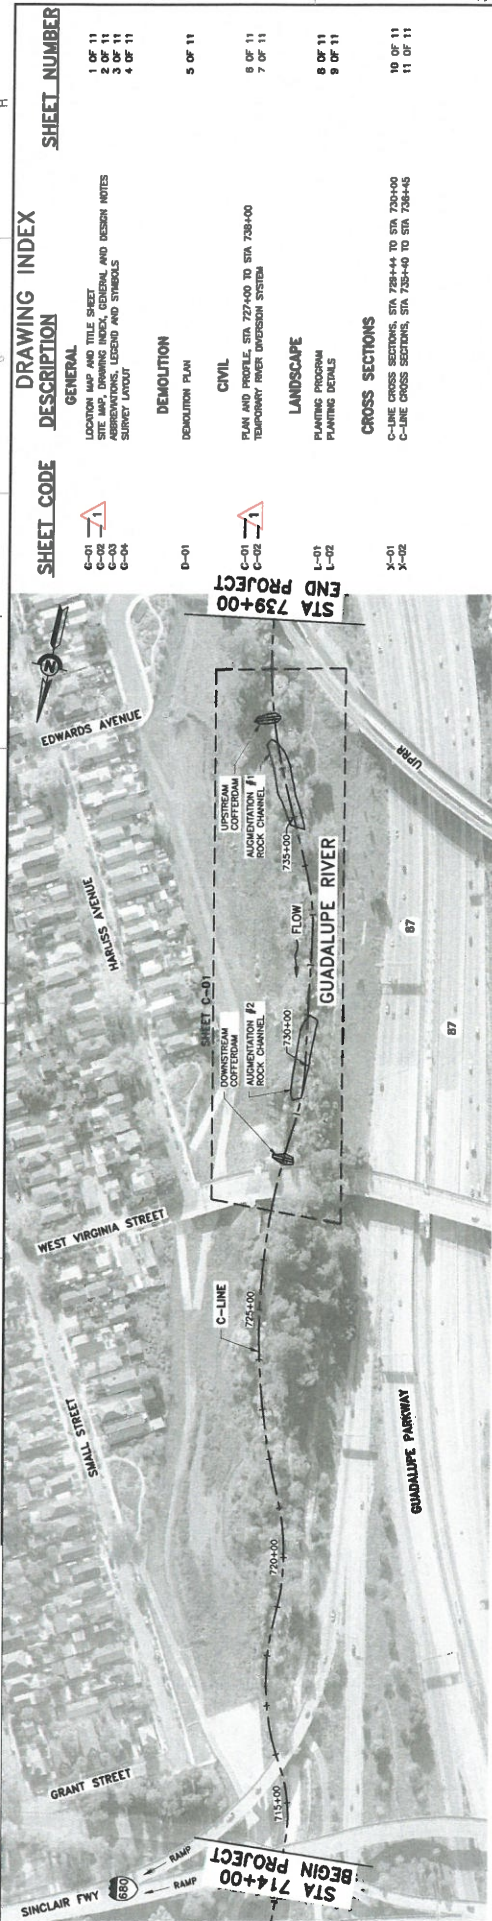 DRAWING INDEX
SHEET CODE DESCRIPTION SHEET NUMBER
GENERAL
G-01 LOCATION MAP AND TITLE SHEET 1 OF 11
G-02 SITE MAP, DRAWING INDEX, GENERAL AND DESIGN NOTES 2 OF 11
G-03 ABBREVIATIONS, LEGEND AND SYMBOLS 3 OF 11
G-04 SURVEY LAYOUT 4 OF 11
1
DEMOLITION
D-01 DEMOLITION PLAN 5 OF 11
CIVIL
C-01 PLAN AND PROFILE, STA 727+00 TO STA 738+00 6 OF 11
C-02 TEMPORARY RIVER DIVERSION SYSTEM 7 OF 11
1
LANDSCAPE
L-01 PLANTING PROGRAM 8 OF 11
L-02 PLANTING DETAILS 9 OF 11
CROSS SECTIONS
X-01 C-LINE CROSS SECTIONS, STA 728+44 TO STA 730+00 10 OF 11
X-02 C-LINE CROSS SECTIONS, STA 735+40 TO STA 736+45 11 OF 11
SINCLAIR FWY
680
RAMP
RAMP
GRANT STREET
SMALL STREET
WEST VIRGINIA STREET
HARLISS AVENUE
EDWARDS AVENUE
N
STA 714+00
BEGIN PROJECT
715+00
720+00
C-LINE
725+00
SHEET C-01
DOWNSTREAM
COFFERDAM
AUGMENTATION #2
ROCK CHANNEL
730+00
FLOW
GUADALUPE RIVER
UPSTREAM
COFFERDAM
AUGMENTATION #1
ROCK CHANNEL
735+00
STA 739+00
END PROJECT
GUADALUPE PARKWAY
87
87
UPRR